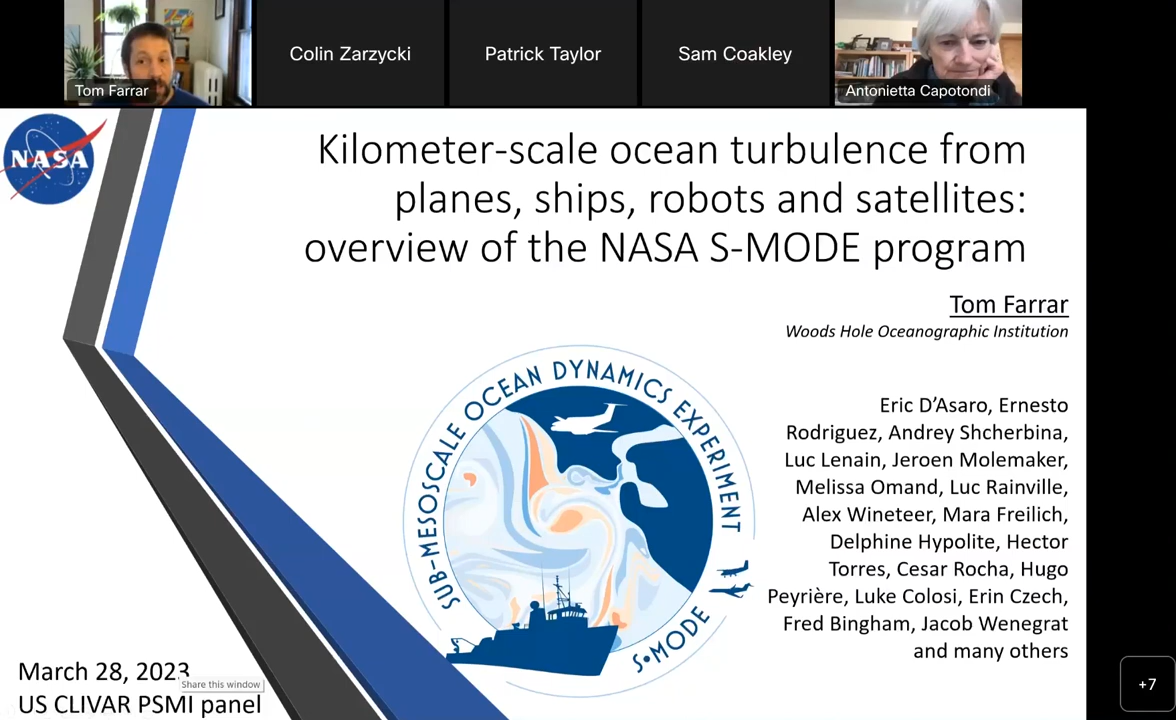 Tom Farrar
Colin Zarzycki
Patrick Taylor
Sam Coakley
Antonietta Capotondi
NASA
Kilometer-scale ocean turbulence from
planes, ships, robots and satellites:
overview of the NASA S-MODE program
Tom Farrar
Woods Hole Oceanographic Institution
SUB-MESOSCALE OCEAN DYNAMICS EXPERIMENT
S•MODE
Eric D’Asaro, Ernesto
Rodriguez, Andrey Shcherbina,
Luc Lenain, Jeroen Molemaker,
Melissa Omand, Luc Rainville,
Alex Wineteer, Mara Freilich,
Delphine Hypolite, Hector
Torres, Cesar Rocha, Hugo
Peyrière, Luke Colosi, Erin Czech,
Fred Bingham, Jacob Wenegrat
and many others
March 28, 2023
Share this window
US CLIVAR PSMI panel
+7